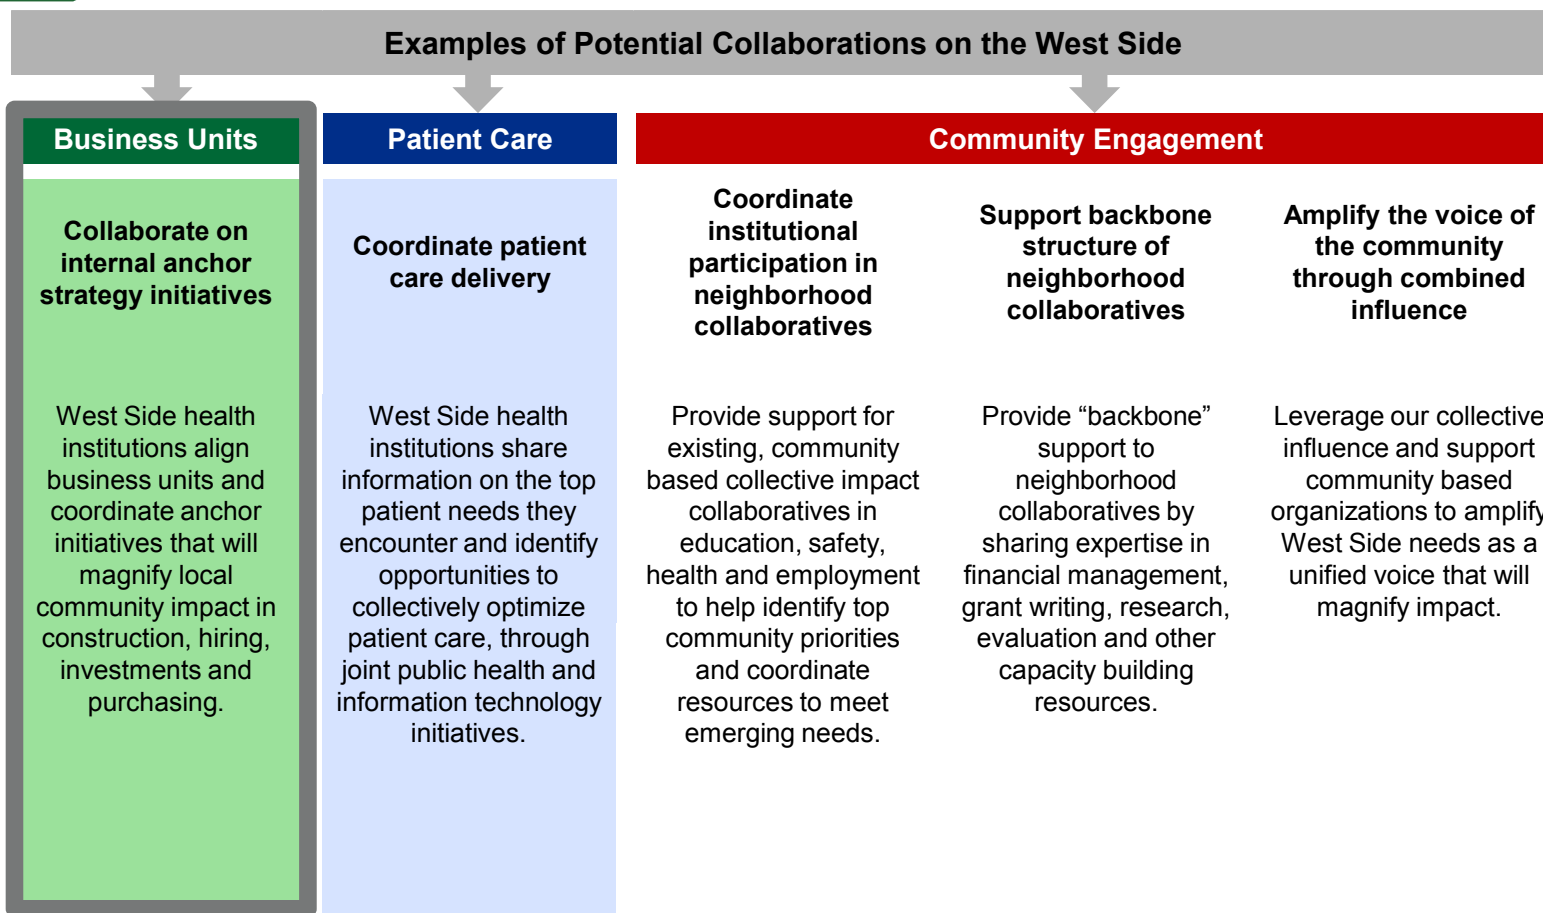 Examples of Potential Collaborations on the West Side
Business Units
Collaborate on
internal anchor
strategy initiatives
West Side health
institutions align
business units and
coordinate anchor
initiatives that will
magnify local
community impact in
construction, hiring,
investments and
purchasing.
Patient Care
Coordinate patient
care delivery
West Side health
institutions share
information on the top
patient needs they
encounter and identify
opportunities to
collectively optimize
patient care, through
joint public health and
information technology
initiatives.
Community Engagement
Coordinate
institutional
participation in
neighborhood
collaboratives
Provide support for
existing, community
based collective impact
collaboratives in
education, safety,
health and employment
to help identify top
community priorities
and coordinate
resources to meet
emerging needs.
Support backbone
structure of
neighborhood
collaboratives
Provide “backbone”
support to
neighborhood
collaboratives by
sharing expertise in
financial management,
grant writing, research,
evaluation and other
capacity building
resources.
Amplify the voice of
the community
through combined
influence
Leverage our collective
influence and support
community based
organizations to amplify
West Side needs as a
unified voice that will
magnify impact.